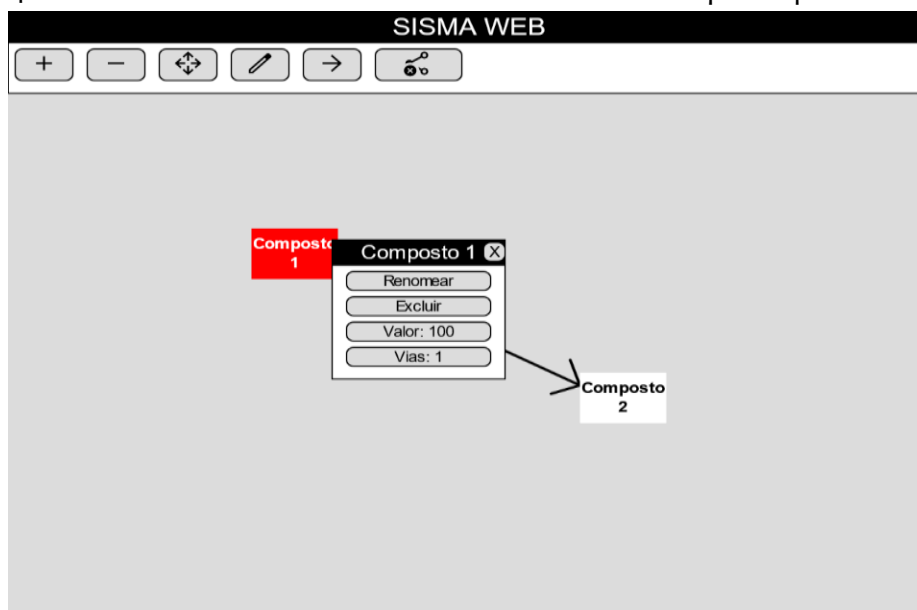 SISMA WEB
Composto
1
Composto 1 X
Renomear
Excluir
Valor: 100
Vias: 1
Composto
2